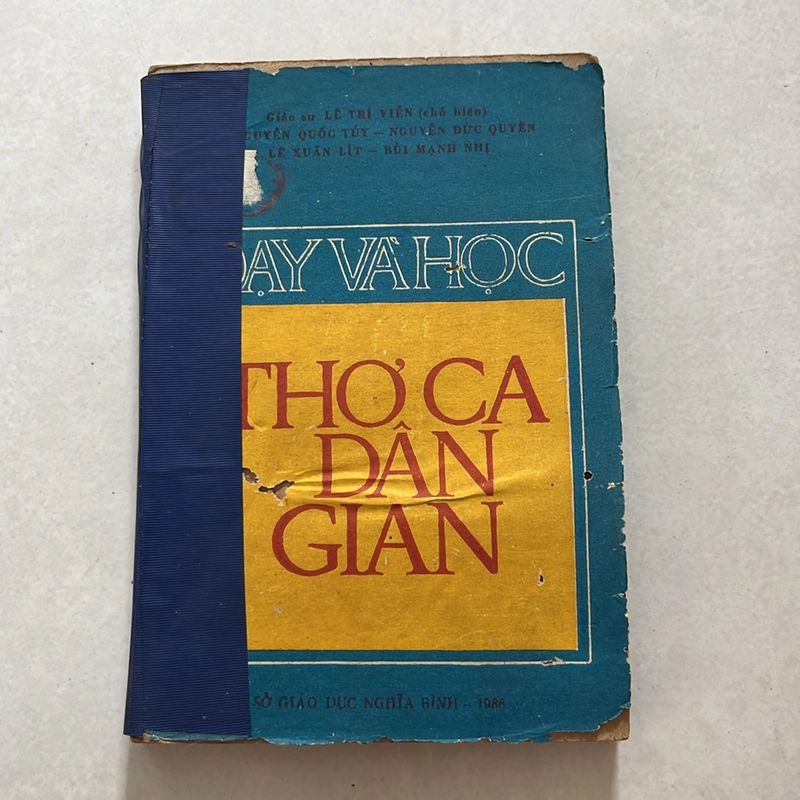 Giáo sư LÊ TRÍ VIỄN (chủ biên)
GUYỄN QUỐC TÚY — NGUYỄN ĐỨC QUYỀN
LÊ XUÂN LÍT — BÙI MẠNH NHỊ
DẠY VÀ HỌC
THƠ CA
DÂN
GIAN
SỞ GIÁO DỤC NGHĨA BÌNH — 1986